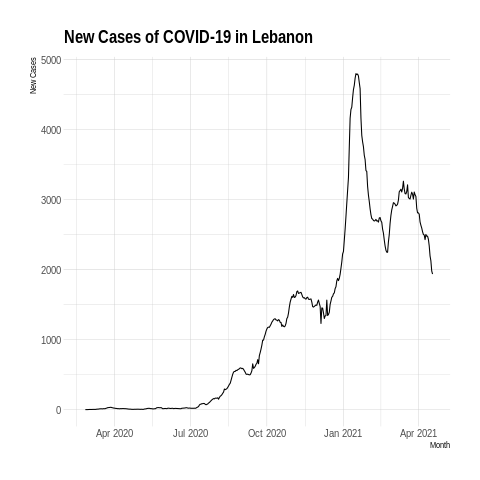 New Cases of COVID-19 in Lebanon
New Cases
5000
4000
3000
2000
1000
0
Apr 2020 Jul 2020 Oct 2020 Jan 2021 Apr 2021
Month